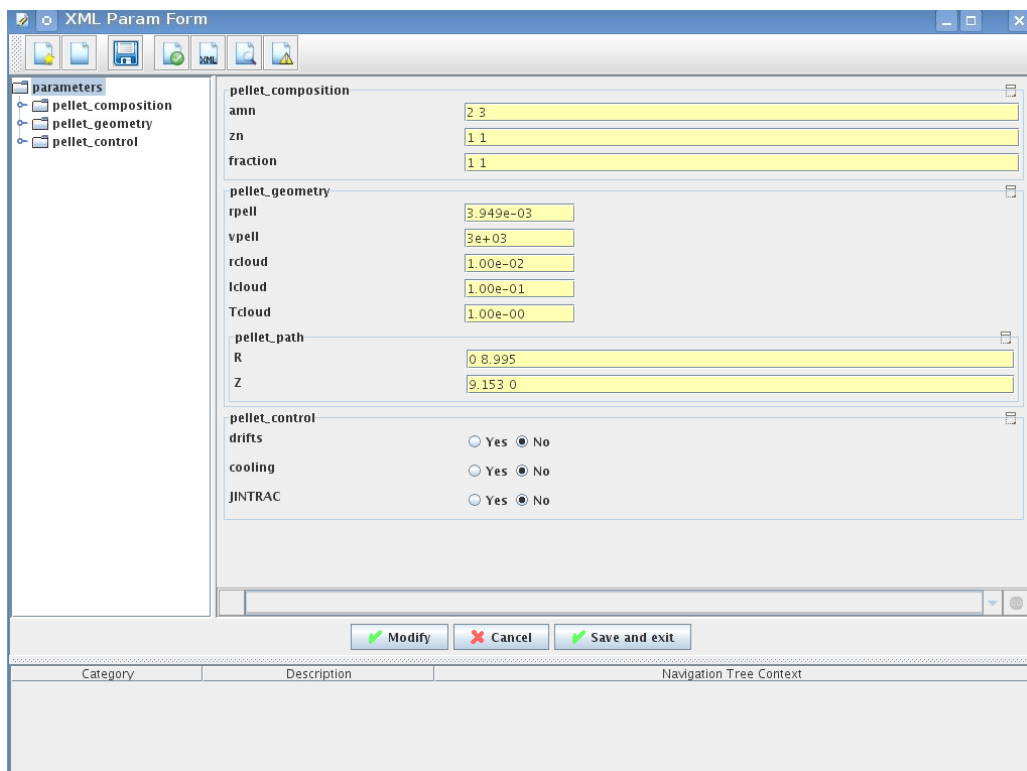 XML Param Form
XML
parameters
pellet_composition
pellet_geometry
pellet_control
pellet_composition
amn 2 3
zn 1 1
fraction 1 1
pellet_geometry
rpell 3.949e-03
vpell 3e+03
rcloud 1.00e-02
lcloud 1.00e-01
Tcloud 1.00e-00
pellet_path
R 0 8.995
Z 9.153 0
pellet_control
drifts Yes No
cooling Yes No
JINTRAC Yes No
Modify Cancel Save and exit
Category Description Navigation Tree Context